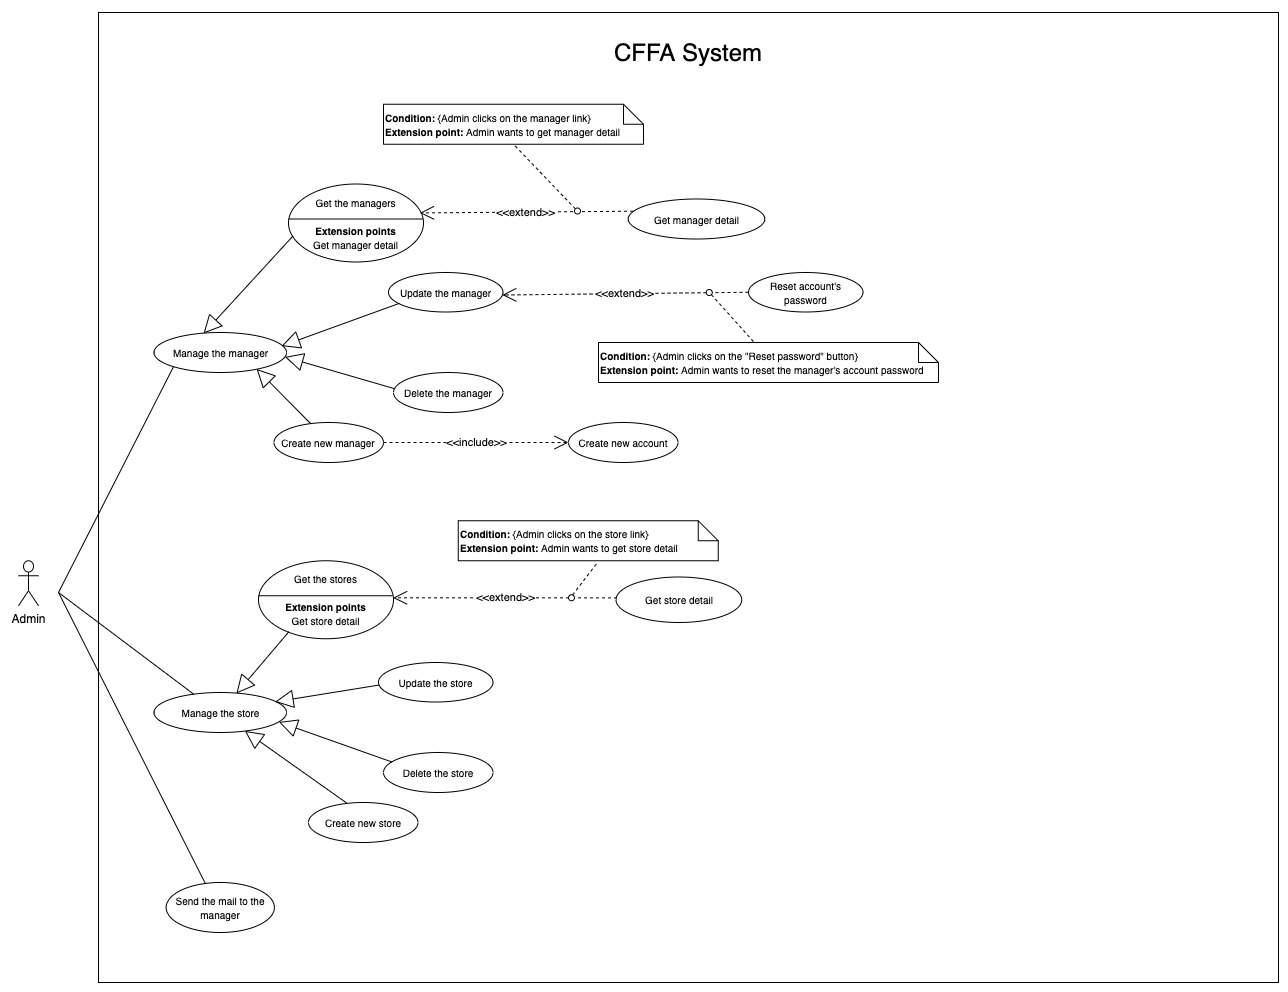 CFFA System
Condition: {Admin clicks on the manager link}
Extension point: Admin wants to get manager detail
Get the managers
Extension points
Get manager detail
<<extend>>
Get manager detail
Update the manager
<<extend>>
Reset account's
password
Condition: {Admin clicks on the "Reset password" button}
Extension point: Admin wants to reset the manager's account password
Manage the manager
Delete the manager
Create new manager
<<include>>
Create new account
Condition: {Admin clicks on the store link}
Extension point: Admin wants to get store detail
Get the stores
Extension points
Get store detail
<<extend>>
Get store detail
Admin
Update the store
Manage the store
Delete the store
Create new store
Send the mail to the
manager